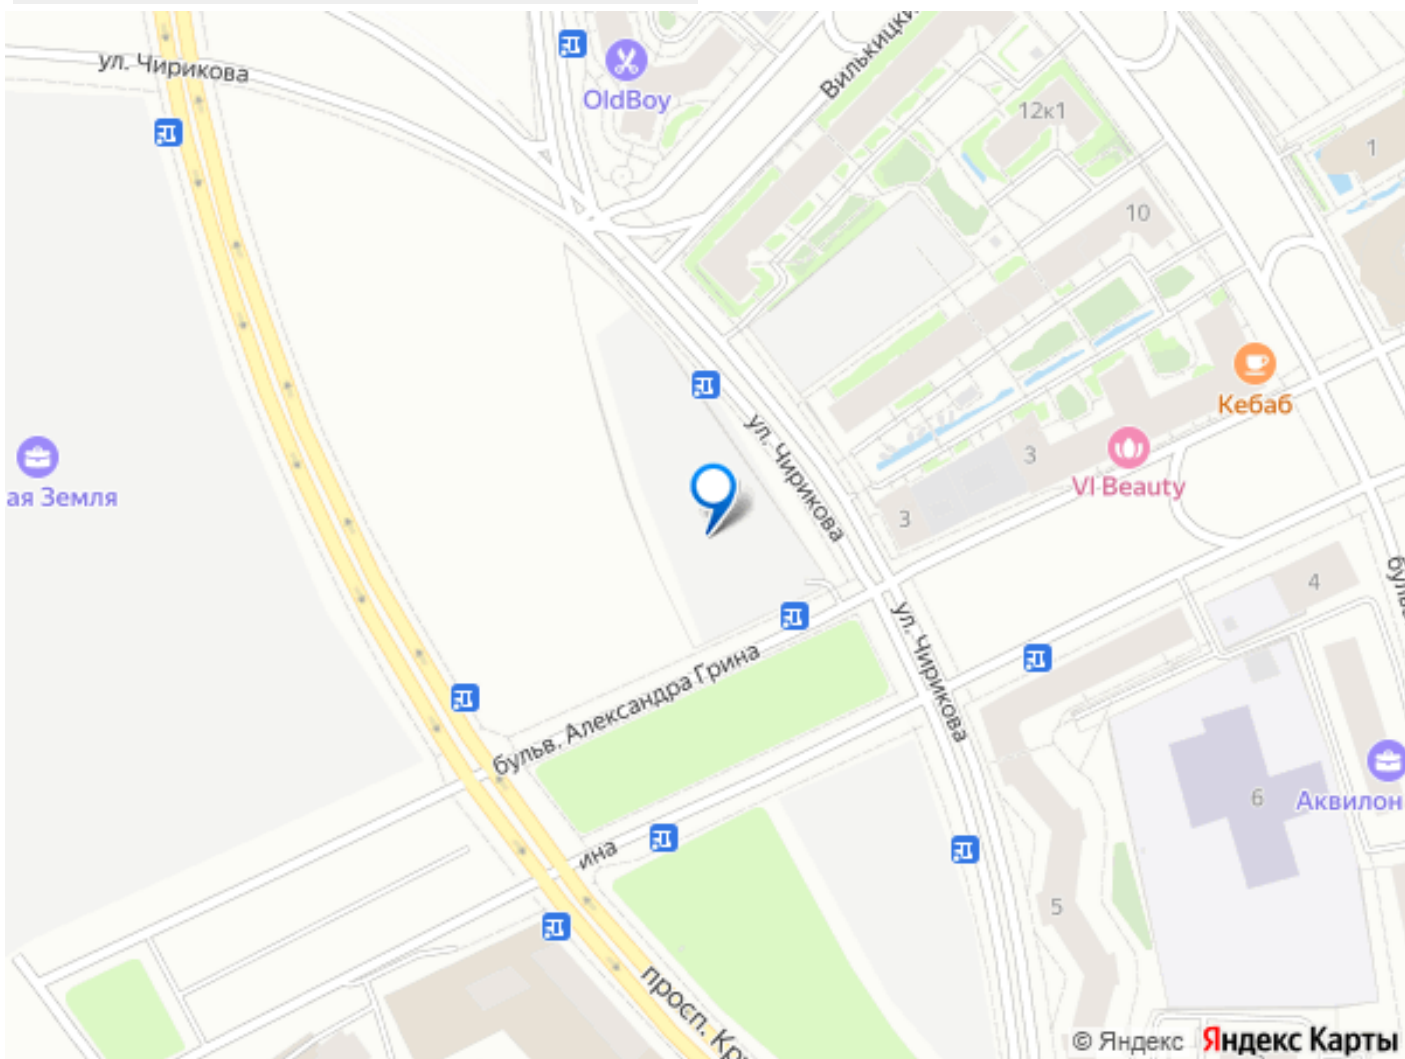 ул. Чирикова
OldBoy
Вилькицки
12к1
1
10
Кебаб
ул. Чирикова
3
VI Beauty
ая Земля
3
4
бульв. Александра Грина
ул. Чирикова
6
Аквилон
ина
5
просп. Кр
© Яндекс Яндекс Карты